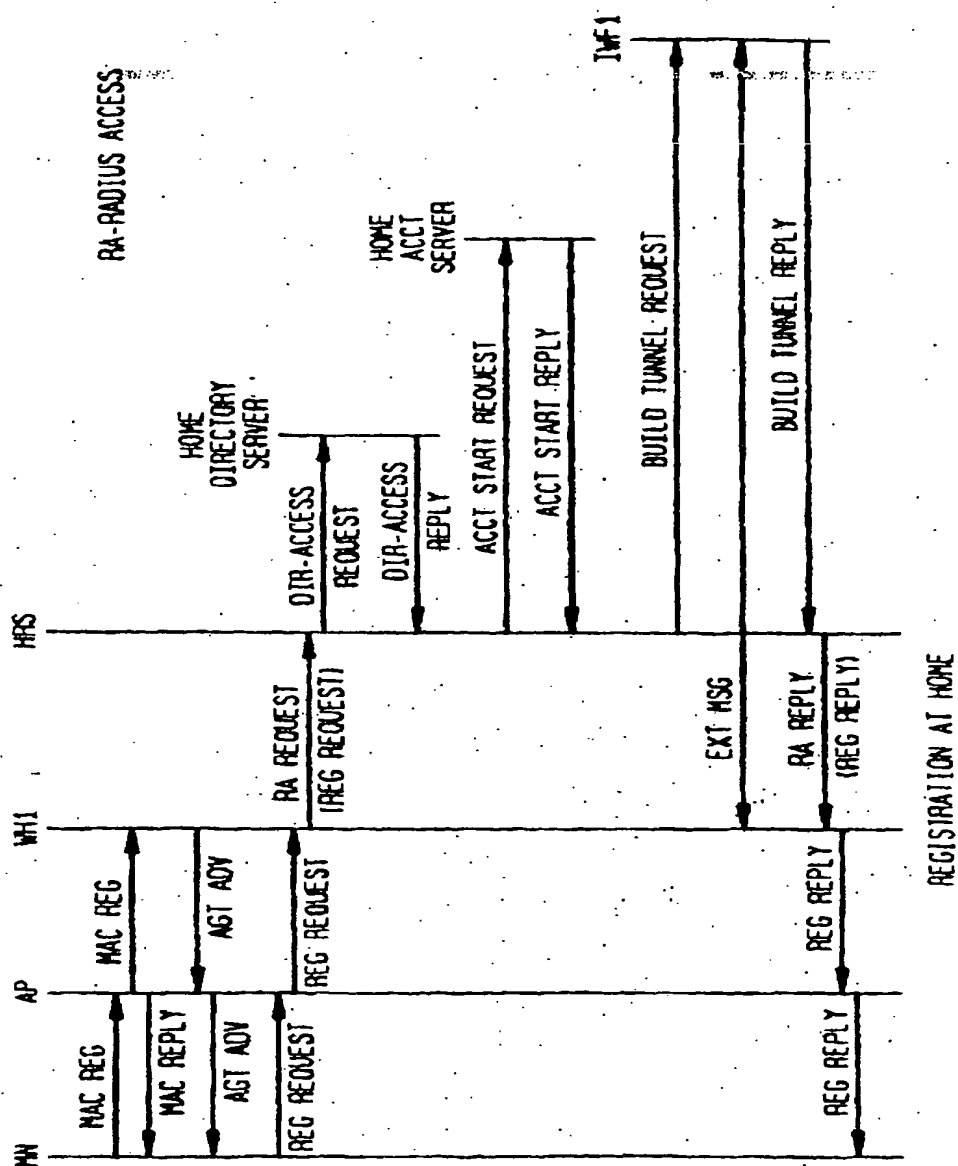 MN
AP
WH1
HRS
HOME
DIRECTORY
SERVER
HOME
ACCT
SERVER
IWF1
RA-RADIUS ACCESS
MAC REG
MAC REG
MAC REPLY
AGT ADV
AGT ADV
REG REQUEST
REG REQUEST
RA REQUEST
(REG REQUEST)
DIR-ACCESS
REQUEST
DIR-ACCESS
REPLY
ACCT START REQUEST
ACCT START REPLY
BUILD TUNNEL REQUEST
EXT MSG
BUILD TUNNEL REPLY
RA REPLY
(REG REPLY)
REG REPLY
REG REPLY
REGISTRATION AT HOME